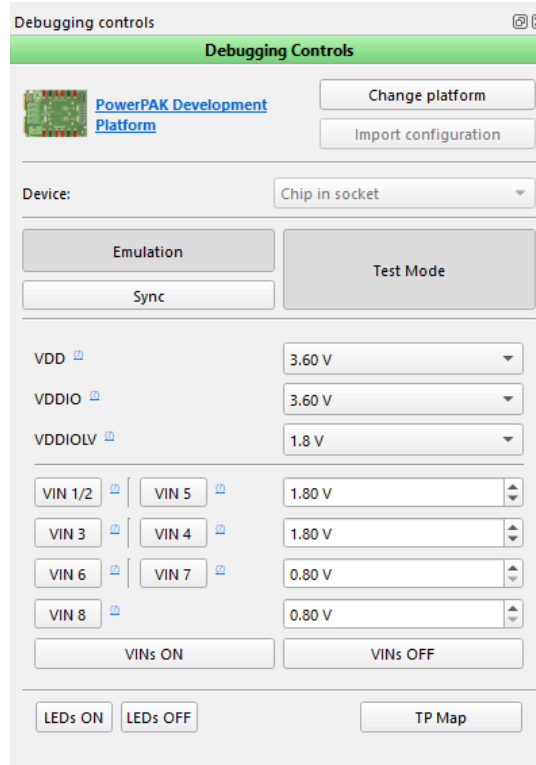 Debugging controls
Debugging Controls
PowerPAK Development
Platform
Change platform
Import configuration
Device:
Chip in socket
Emulation
Sync
Test Mode
VDD
3.60 V
VDDIO
3.60 V
VDDIOLV
1.8 V
VIN 1/2
VIN 5
1.80 V
VIN 3
VIN 4
1.80 V
VIN 6
VIN 7
0.80 V
VIN 8
0.80 V
VINs ON
VINs OFF
LEDs ON
LEDs OFF
TP Map